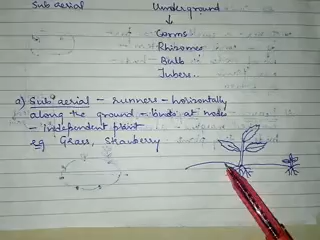 Sub aerial
Underground
Corms
Rhizomes
Bulb
Tubers.
a) Sub aerial - runners - horizontally
along the ground - buds at node
- Independent plant
eg Grass, Strawberry